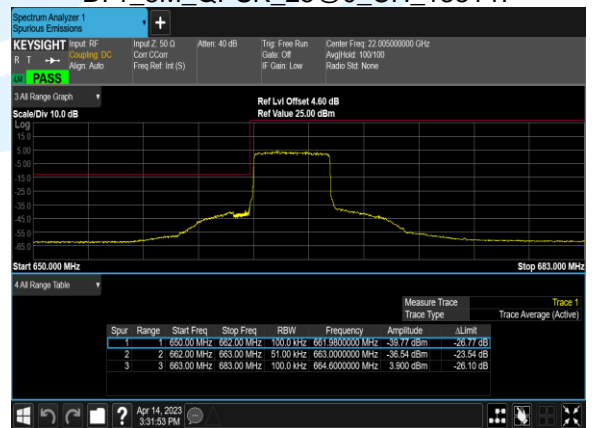 Spectrum Analyzer 1
Spurious Emissions
KEYSIGHT Input: RF Input Z: 50 Ω Atten: 40 dB Trig: Free Run Center Freq: 22.005000000 GHz
R T Coupling: DC Corr CCorr Gate: Off Avg|Hold: 100/100
Align: Auto Freq Ref: Int (S) IF Gain: Low Radio Std: None
PASS
3 All Range Graph
Ref Lvl Offset 4.60 dB
Scale/Div 10.0 dB Ref Value 25.00 dBm
Log
15.0
5.00
-5.00
-15.0
-25.0
-35.0
-45.0
-55.0
-65.0
Start 650.000 MHz Stop 683.000 MHz
4 All Range Table
Measure Trace Trace 1
Trace Type Trace Average (Active)
Spur Range Start Freq Stop Freq RBW Frequency Amplitude ΔLimit
1 1 650.00 MHz 662.00 MHz 100.0 kHz 661.9800000 MHz -39.77 dBm -26.77 dB
2 2 662.00 MHz 663.00 MHz 51.00 kHz 663.0000000 MHz -36.54 dBm -23.54 dB
3 3 663.00 MHz 683.00 MHz 100.0 kHz 664.6000000 MHz 3.900 dBm -26.10 dB
? Apr 14, 2023
3:31:53 PM